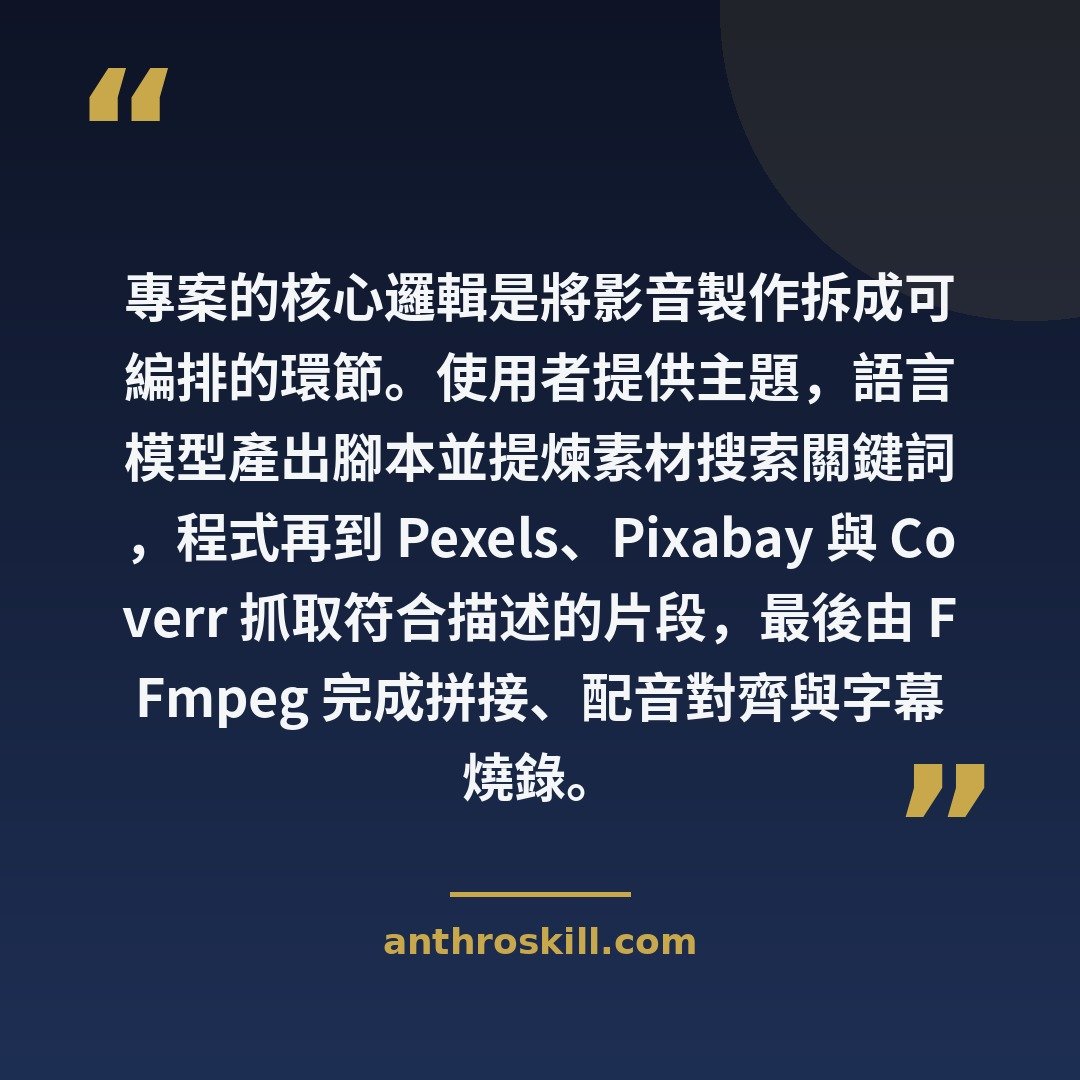 “
專案的核心邏輯是將影音製作拆成可
編排的環節。使用者提供主題，語言
模型產出腳本並提煉素材搜索關鍵詞
，程式再到 Pexels、Pixabay 與 Co
verr 抓取符合描述的片段，最後由 F
Fmpeg 完成拼接、配音對齊與字幕
燒錄。
”
anthroskill.com